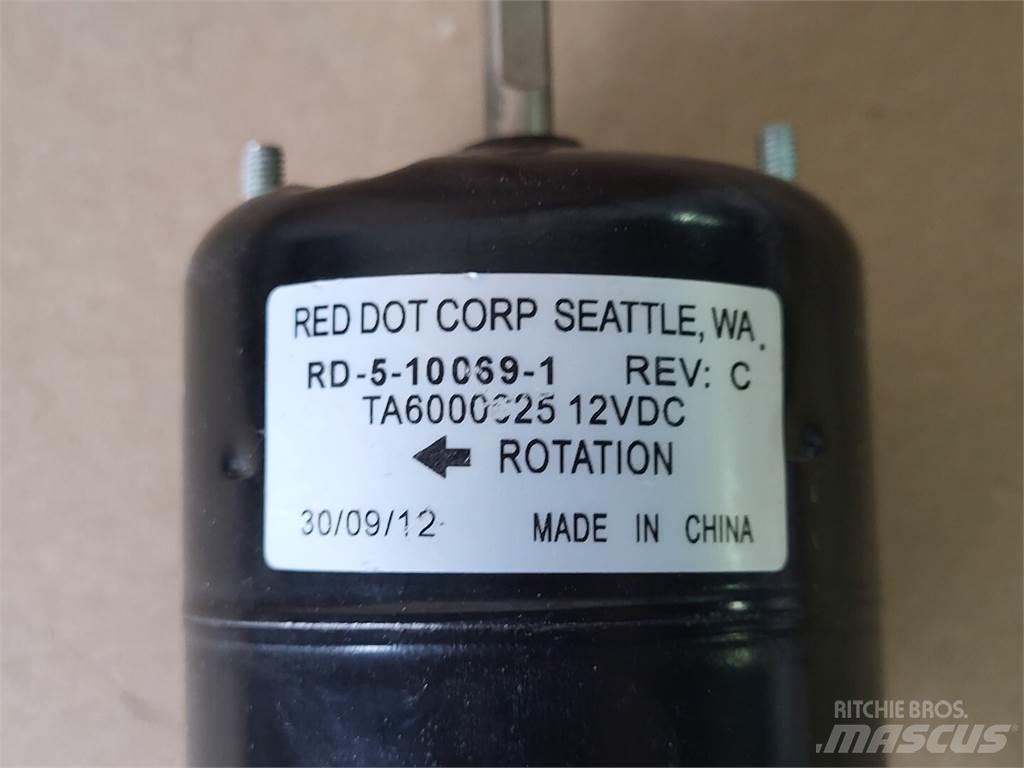 RED DOT CORP SEATTLE, WA.
RD-5-10069-1 REV: C
TA6000625 12VDC
ROTATION
30/09/12 MADE IN CHINA
RITCHIE BROS.
MASCUS